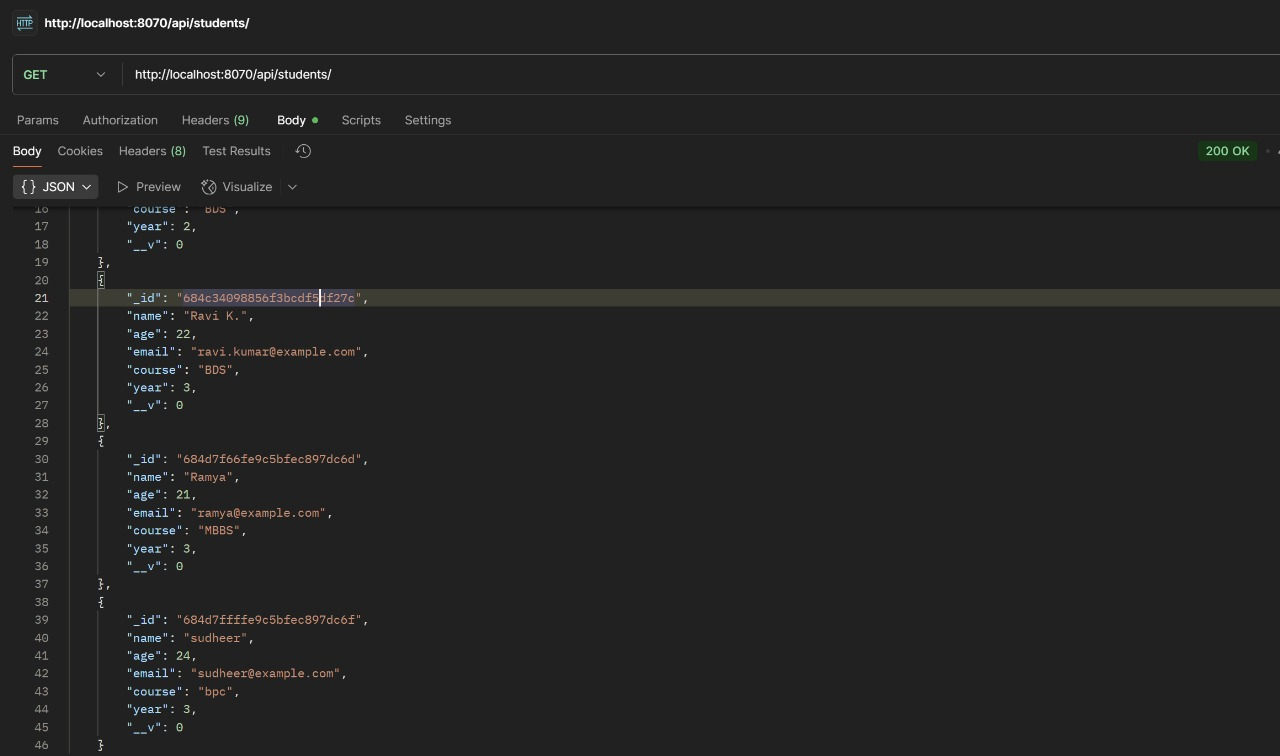 HTTP http://localhost:8070/api/students/
GET http://localhost:8070/api/students/
Params Authorization Headers (9) Body Scripts Settings
Body Cookies Headers (8) Test Results 200 OK
{} JSON Preview Visualize
16 "course": "BDS",
17 "year": 2,
18 "__v": 0
19 },
20 {
21 "_id": "684c34098856f3bcdf5df27c",
22 "name": "Ravi K.",
23 "age": 22,
24 "email": "ravi.kumar@example.com",
25 "course": "BDS",
26 "year": 3,
27 "__v": 0
28 },
29 {
30 "_id": "684d7f66fe9c5bfec897dc6d",
31 "name": "Ramya",
32 "age": 21,
33 "email": "ramya@example.com",
34 "course": "MBBS",
35 "year": 3,
36 "__v": 0
37 },
38 {
39 "_id": "684d7ffffe9c5bfec897dc6f",
40 "name": "sudheer",
41 "age": 24,
42 "email": "sudheer@example.com",
43 "course": "bpc",
44 "year": 3,
45 "__v": 0
46 }